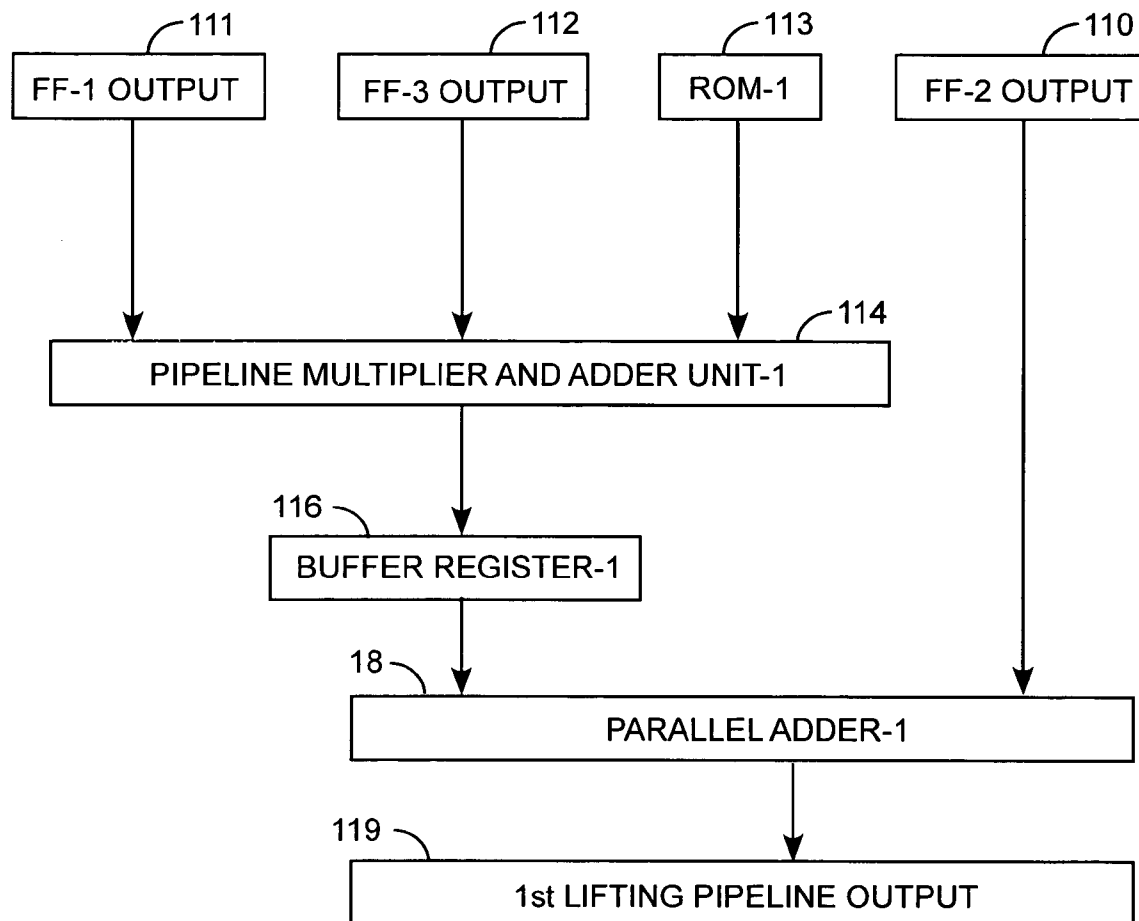 111
112
113
110
FF-1 OUTPUT
FF-3 OUTPUT
ROM-1
FF-2 OUTPUT
114
PIPELINE MULTIPLIER AND ADDER UNIT-1
116
BUFFER REGISTER-1
18
PARALLEL ADDER-1
119
1st LIFTING PIPELINE OUTPUT